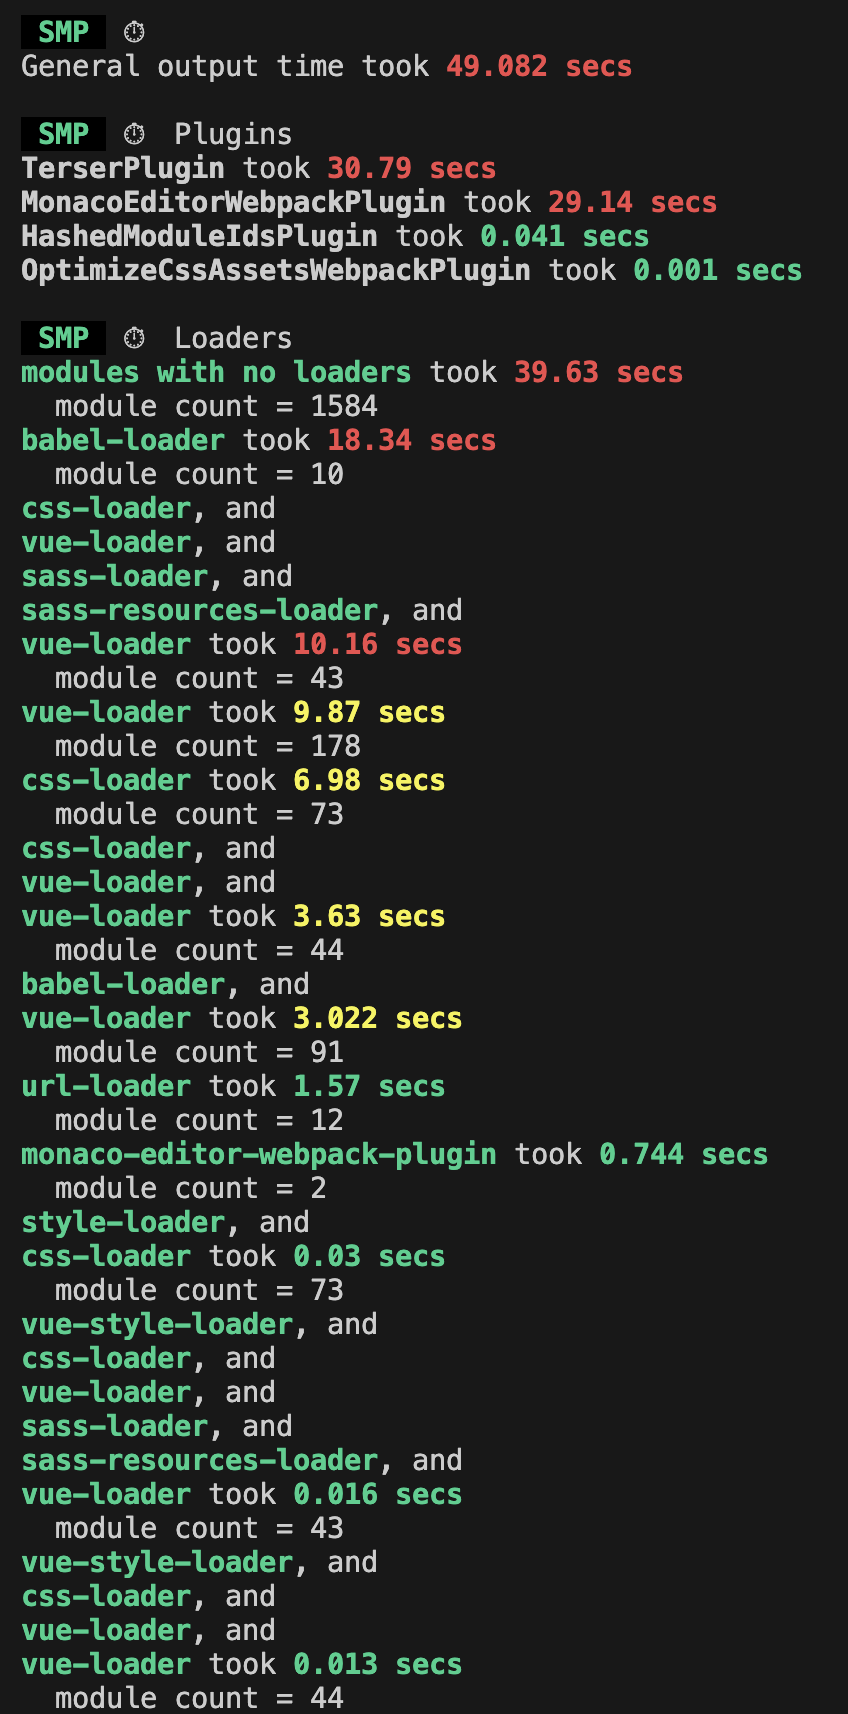 SMP ⏱
General output time took 49.082 secs

SMP ⏱ Plugins
TerserPlugin took 30.79 secs
MonacoEditorWebpackPlugin took 29.14 secs
HashedModuleIdsPlugin took 0.041 secs
OptimizeCssAssetsWebpackPlugin took 0.001 secs

SMP ⏱ Loaders
modules with no loaders took 39.63 secs
  module count = 1584
babel-loader took 18.34 secs
  module count = 10
css-loader, and
vue-loader, and
sass-loader, and
sass-resources-loader, and
vue-loader took 10.16 secs
  module count = 43
vue-loader took 9.87 secs
  module count = 178
css-loader took 6.98 secs
  module count = 73
css-loader, and
vue-loader, and
vue-loader took 3.63 secs
  module count = 44
babel-loader, and
vue-loader took 3.022 secs
  module count = 91
url-loader took 1.57 secs
  module count = 12
monaco-editor-webpack-plugin took 0.744 secs
  module count = 2
style-loader, and
css-loader took 0.03 secs
  module count = 73
vue-style-loader, and
css-loader, and
vue-loader, and
sass-loader, and
sass-resources-loader, and
vue-loader took 0.016 secs
  module count = 43
vue-style-loader, and
css-loader, and
vue-loader, and
vue-loader took 0.013 secs
  module count = 44